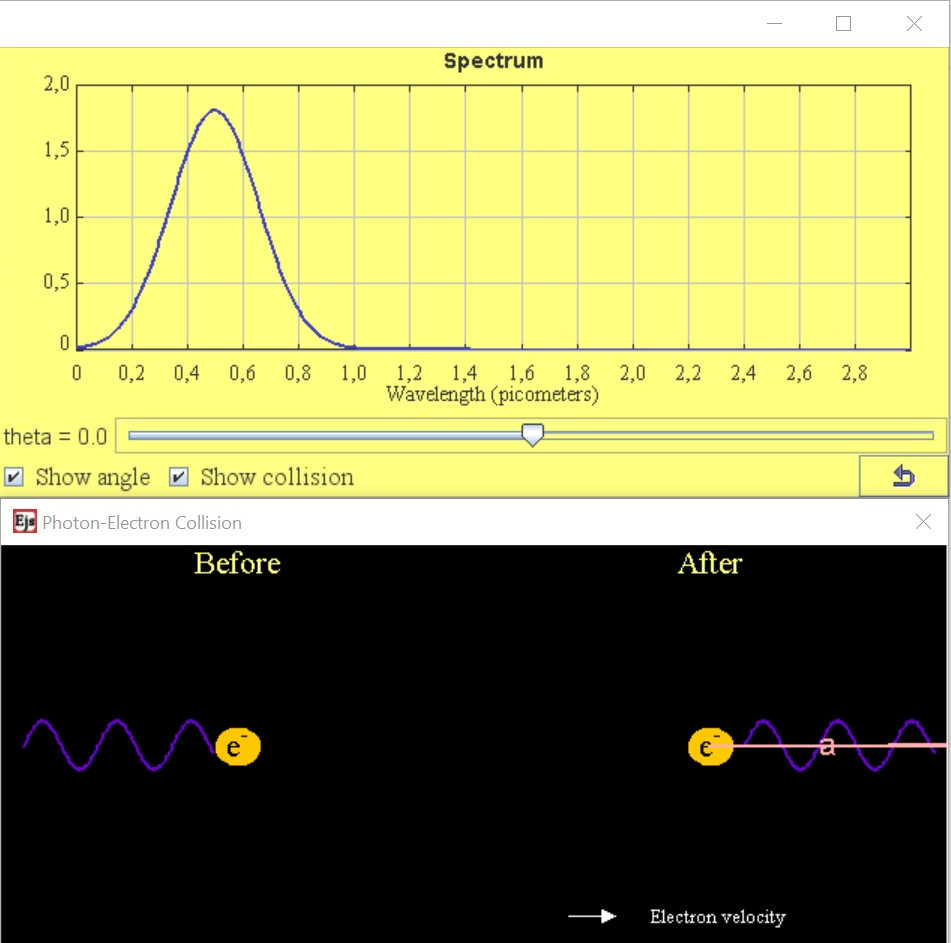 Spectrum
2,0
1,5
1,0
0,5
0
0 0,2 0,4 0,6 0,8 1,0 1,2 1,4 1,6 1,8 2,0 2,2 2,4 2,6 2,8
Wavelength (picometers)
theta = 0.0
Show angle Show collision
Ejs Photon-Electron Collision
Before After
e- e- a
Electron velocity